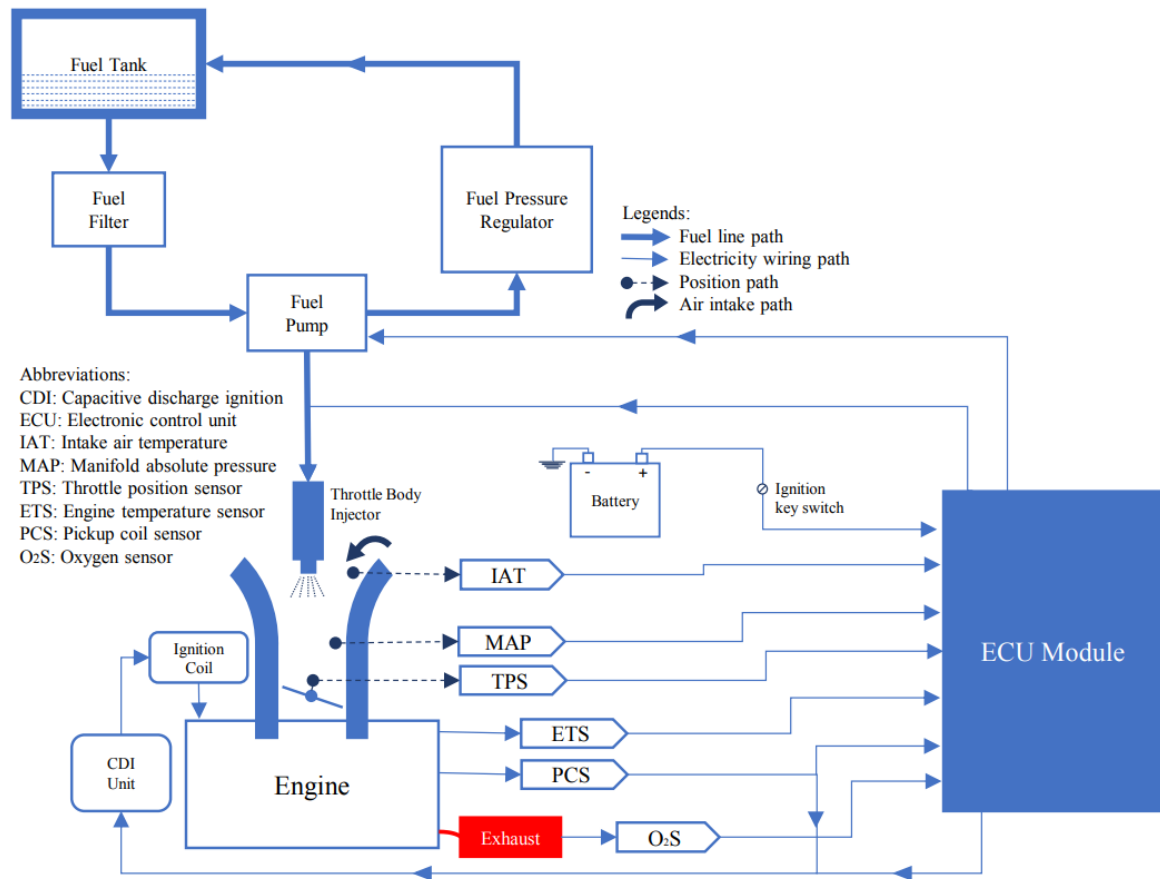 Fuel Tank
Fuel
Filter
Fuel Pressure
Regulator
Legends:
Fuel line path
Electricity wiring path
Position path
Air intake path
Fuel
Pump
Abbreviations:
CDI: Capacitive discharge ignition
ECU: Electronic control unit
IAT: Intake air temperature
MAP: Manifold absolute pressure
TPS: Throttle position sensor
ETS: Engine temperature sensor
PCS: Pickup coil sensor
O2S: Oxygen sensor
Throttle Body
Injector
- +
Battery
Ignition
key switch
IAT
MAP
TPS
ETS
PCS
O2S
ECU Module
Ignition
Coil
CDI
Unit
Engine
Exhaust